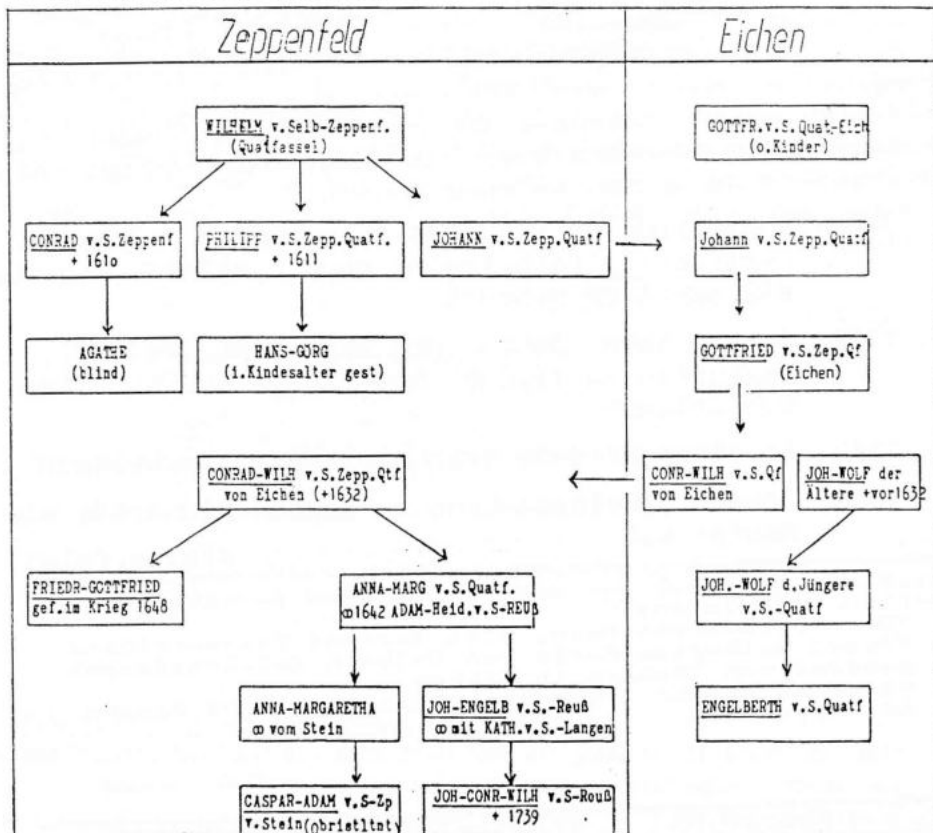 Zeppenfeld
Eichen
WILHELM v.Selb-Zeppenf.
(Quatfassel)
GOTTFR.v.S.Quat.-Eich
(o.Kinder)
CONRAD v.S.Zeppenf
+ 1610
PHILIPP v.S.Zepp.Quatf.
+ 1611
JOHANN v.S.Zepp.Quatf
Johann v.S.Zepp.Quatf
AGATHE
(blind)
HANS-GÖRG
(i.Kindesalter gest)
GOTTFRIED v.S.Zep.Qf
(Eichen)
CONRAD-WILH v.S.Zepp.Qtf
von Eichen (+1632)
CONR-WILH v.S.Qf
von Eichen
JOH-WOLF der
Ältere +vor1632
FRIEDR-GOTTFRIED
gef.im Krieg 1648
ANNA-MARG v.S.Quatf.
∞1642 ADAM-Heid.v.S-REUß
JOH.-WOLF d.Jüngere
v.S.-Quatf
ANNA-MARGARETHA
∞ vom Stein
JOH-ENGELB v.S.-Reuß
∞ mit KATH.v.S.-Langen
ENGELBERTH v.S.Quatf
CASPAR-ADAM v.S-Zp
v.Stein(Obristltnt)
JOH-CONR-WILH v.S-Rouß
+ 1739